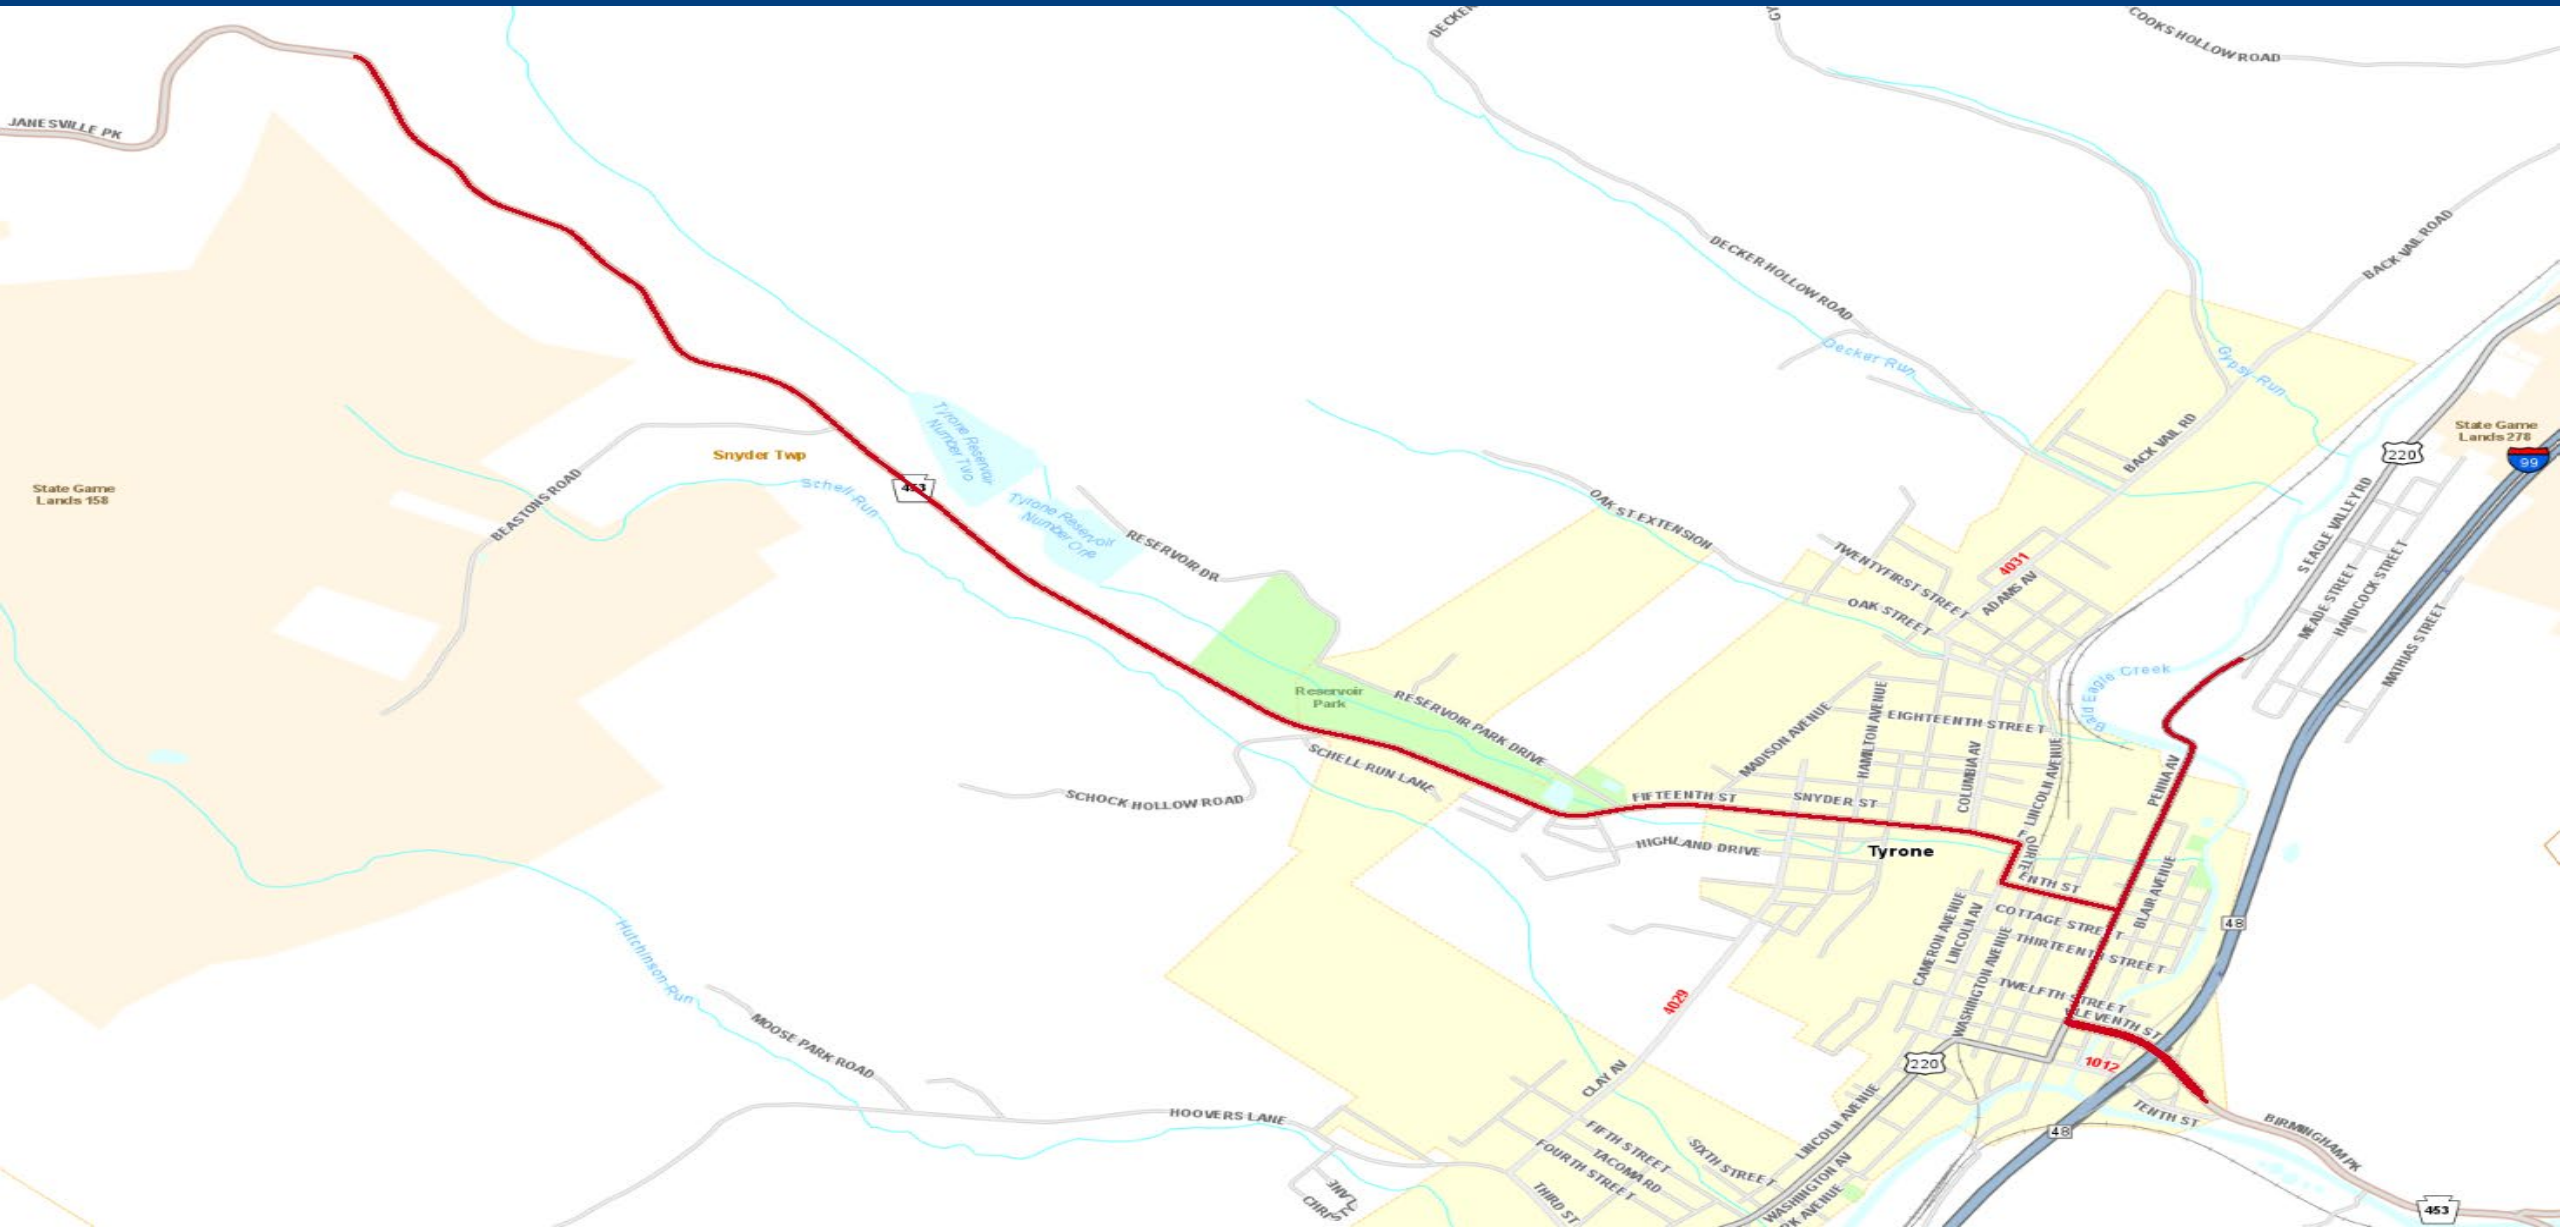 COOKS HOLLOW ROAD
JANESVILLE PK
DECKER HOLLOW ROAD
BACK VAIL ROAD
Decker Run
Gypsy Run
Tyrone Reservoir
Number Two
BACK VAIL RD
State Game
Lands 278
220
99
Snyder Twp
State Game
Lands 158
BEASTONS ROAD
Schell Run
453
Tyrone Reservoir
Number One
RESERVOIR DR
OAK ST EXTENSION
TWENTYFIRST STREET
4031
ADAMS AV
OAK STREET
S EAGLE VALLEY RD
MEADE STREET
HANDCOCK STREET
MATHIAS STREET
Bald Eagle Creek
Reservoir
Park
RESERVOIR PARK DRIVE
MADISON AVENUE
HAMILTON AVENUE
EIGHTEENTH STREET
COLUMBIA AV
LINCOLN AVENUE
PENNA AV
SCHELL RUN LANE
SCHOCK HOLLOW ROAD
FIFTEENTH ST
SNYDER ST
HIGHLAND DRIVE
Tyrone
FOURTEENTH ST
BLAIR AVENUE
COTTAGE STREET
THIRTEENTH STREET
CAMERON AVENUE
LINCOLN AV
WASHINGTON AVENUE
TWELFTH STREET
ELEVENTH ST
48
Hutchinson Run
MOOSE PARK ROAD
4029
CLAY AV
220
1012
HOOVERS LANE
TENTH ST
48
BIRMINGHAM PK
FIFTH STREET
TACOMA RD
FOURTH STREET
SIXTH STREET
LINCOLN AVENUE
WASHINGTON AV
THIRD ST
453